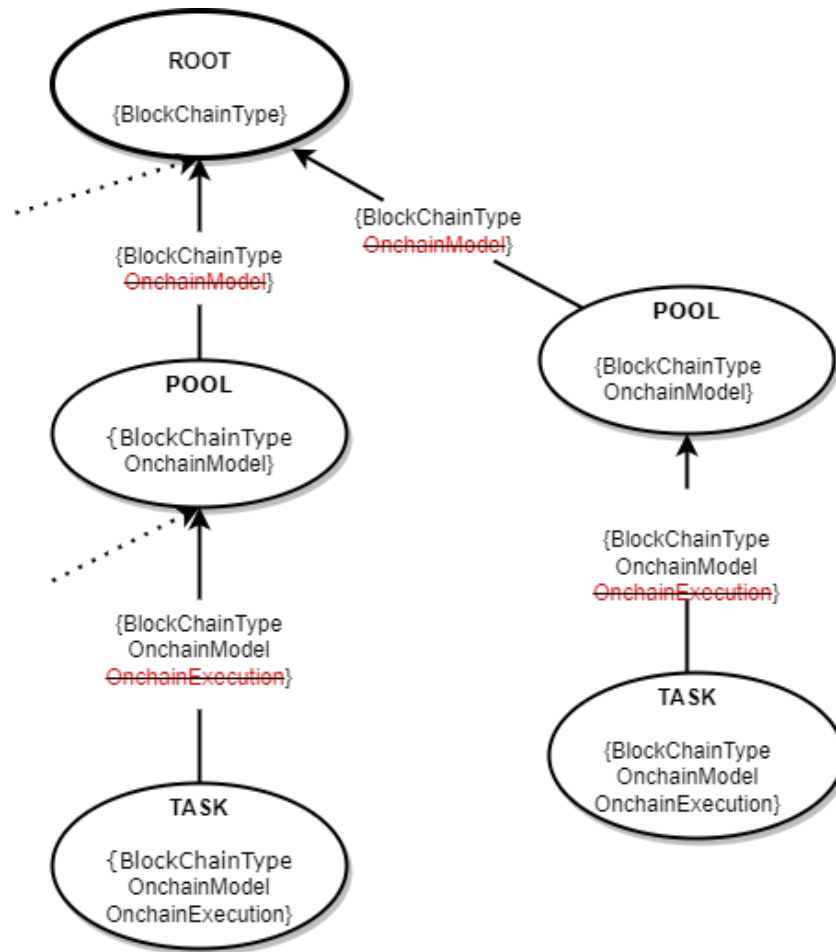 ROOT
{BlockChainType}
{BlockChainType
OnchainModel}
{BlockChainType
OnchainModel}
POOL
{BlockChainType
OnchainModel}
POOL
{BlockChainType
OnchainModel}
{BlockChainType
OnchainModel
OnchainExecution}
{BlockChainType
OnchainModel
OnchainExecution}
TASK
{BlockChainType
OnchainModel
OnchainExecution}
TASK
{BlockChainType
OnchainModel
OnchainExecution}